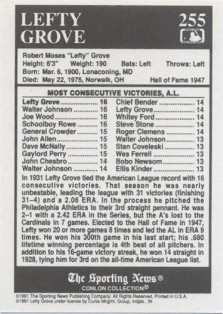 LEFTY
GROVE
255
Robert Moses "Lefty" Grove
Height: 6'3" Weight: 190 Bats: Left Throws: Left
Born: Mar. 6, 1900, Lonaconing, MD
Died: May 22, 1975, Norwalk, OH Hall of Fame 1947
MOST CONSECUTIVE VICTORIES, A.L.
Lefty Grove 16 Chief Bender 14
Walter Johnson 16 Lefty Grove 14
Joe Wood 16 Whitey Ford 14
Schoolboy Rowe 16 Steve Stone 14
General Crowder 15 Roger Clemens 14
John Allen 15 Walter Johnson 13
Dave McNally 15 Stan Coveleski 13
Gaylord Perry 15 Wes Ferrell 13
John Chesbro 14 Bobo Newsom 13
Walter Johnson 14 Ellis Kinder 13
In 1931 Lefty Grove tied the American League record with 16
consecutive victories. That season he was nearly
unbeatable, leading the league with 31 victories (finishing
31-4) and a 2.06 ERA. In the process he pitched the
Philadelphia Athletics to their 3rd straight pennant. He was
2-1 with a 2.42 ERA in the Series, but the A's lost to the
Cardinals in 7 games. Elected to the Hall of Fame in 1947,
Lefty won 20 or more games 8 times and led the AL in ERA 9
times. He won his 300th game in his last start; his .680
lifetime winning percentage is 4th best of all pitchers. In
addition to his 16-game victory streak, he won 14 straight in
1928, tying him for 3rd on the all-time American League list.
The Sporting News
CONLON COLLECTION
©1991 The Sporting News Publishing Company. All Rights Reserved. Printed in U.S.A.
©1991 Lefty Grove under license by Curtis Mgmt. Group, Indpls., IN